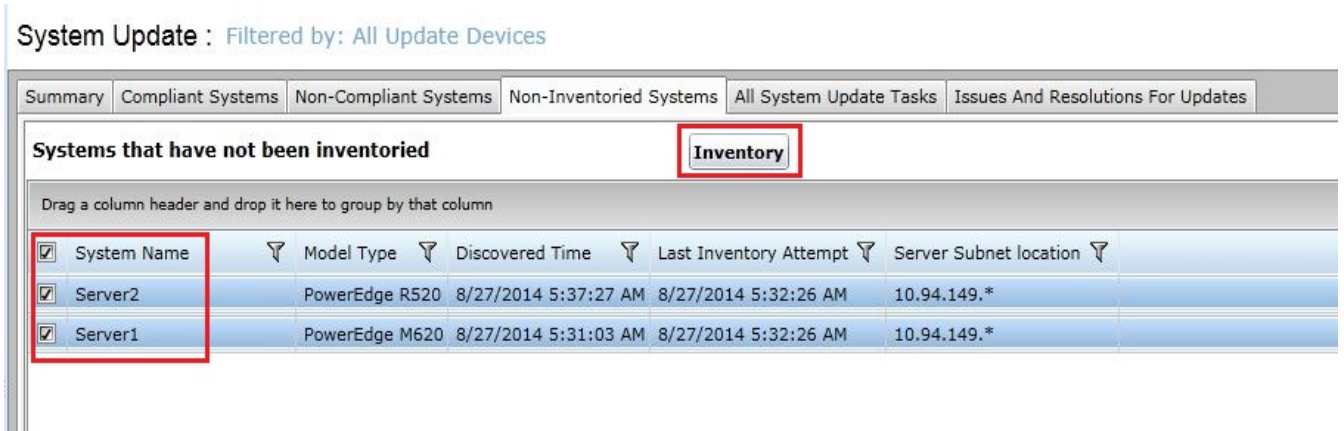 System Update : Filtered by: All Update Devices
Summary Compliant Systems Non-Compliant Systems Non-Inventoried Systems All System Update Tasks Issues And Resolutions For Updates
Systems that have not been inventoried Inventory
Drag a column header and drop it here to group by that column
System Name Model Type Discovered Time Last Inventory Attempt Server Subnet location
Server2 PowerEdge R520 8/27/2014 5:37:27 AM 8/27/2014 5:32:26 AM 10.94.149.*
Server1 PowerEdge M620 8/27/2014 5:31:03 AM 8/27/2014 5:32:26 AM 10.94.149.*